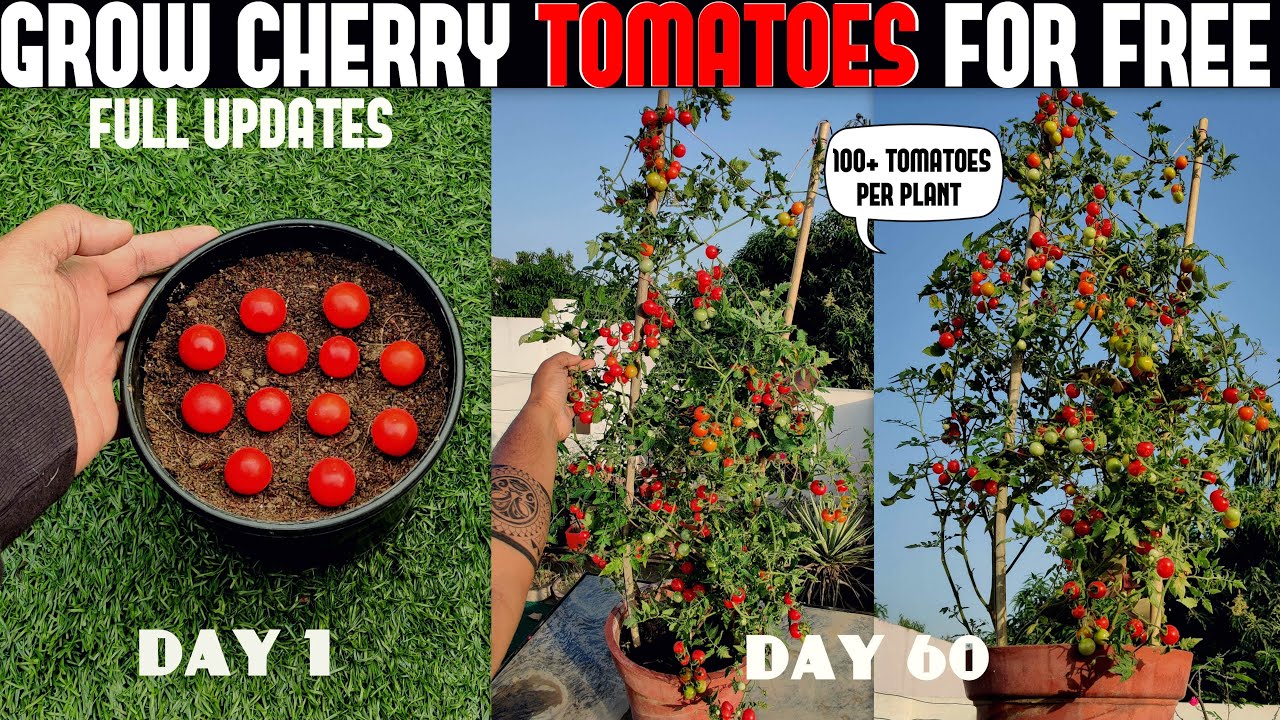 GROW CHERRY TOMATOES FOR FREE
FULL UPDATES
100+ TOMATOES
PER PLANT
DAY 1
DAY 60